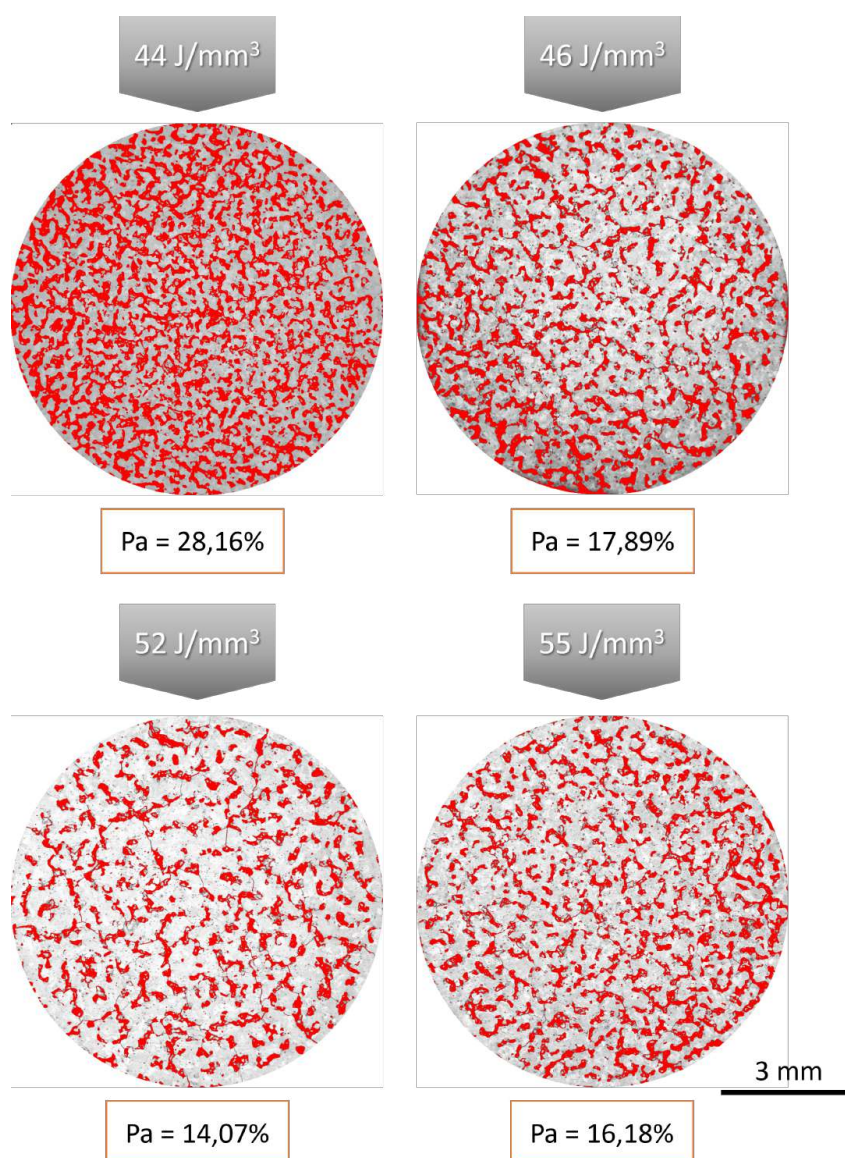 44 J/mm³
46 J/mm³
Pa = 28,16%
Pa = 17,89%
52 J/mm³
55 J/mm³
3 mm
Pa = 14,07%
Pa = 16,18%